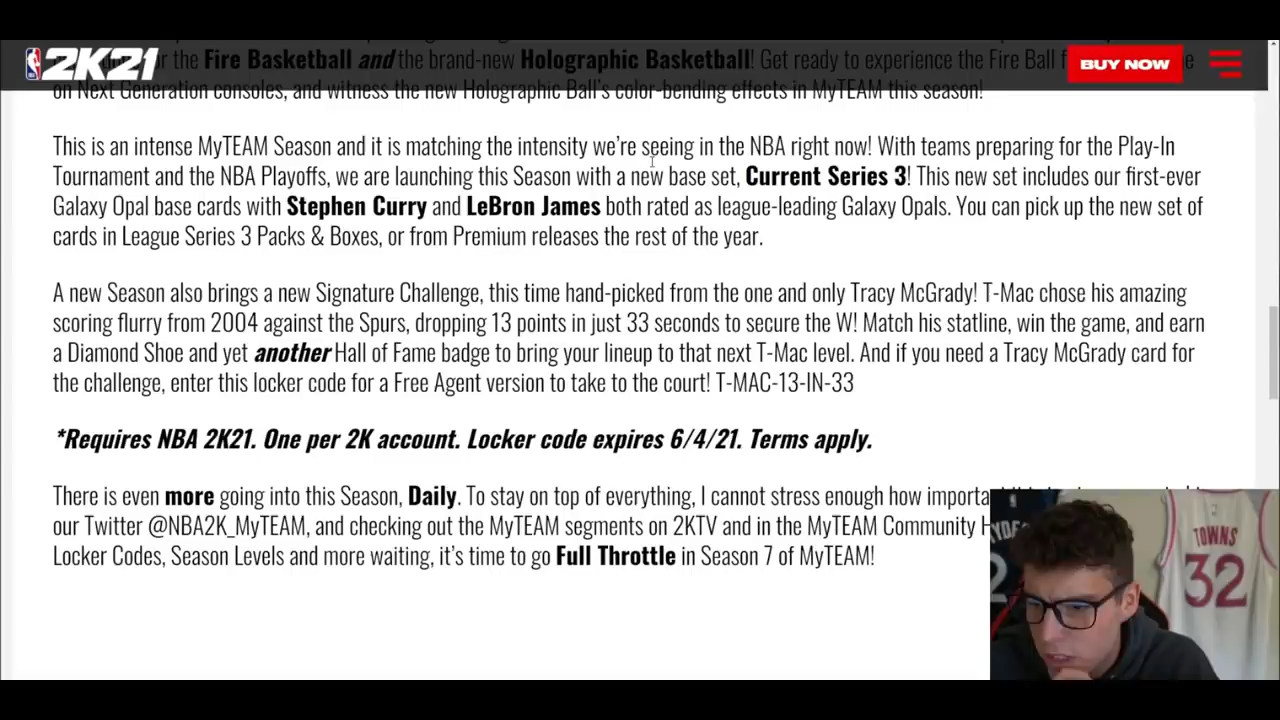 for the Fire Basketball and the brand-new Holographic Basketball! Get ready to experience the Fire Ball
2K21
BUY NOW
on Next Generation consoles, and witness the new Holographic Ball's color-bending effects in MyTEAM this season!
This is an intense MyTEAM Season and it is matching the intensity we're seeing in the NBA right now! With teams preparing for the Play-In
Tournament and the NBA Playoffs, we are launching this Season with a new base set, Current Series 3! This new set includes our first-ever
Galaxy Opal base cards with Stephen Curry and LeBron James both rated as league-leading Galaxy Opals. You can pick up the new set of
cards in League Series 3 Packs & Boxes, or from Premium releases the rest of the year.
A new Season also brings a new Signature Challenge, this time hand-picked from the one and only Tracy McGrady! T-Mac chose his amazing
scoring flurry from 2004 against the Spurs, dropping 13 points in just 33 seconds to secure the W! Match his statline, win the game, and earn
a Diamond Shoe and yet another Hall of Fame badge to bring your lineup to that next T-Mac level. And if you need a Tracy McGrady card for
the challenge, enter this locker code for a Free Agent version to take to the court! T-MAC-13-IN-33
*Requires NBA 2K21. One per 2K account. Locker code expires 6/4/21. Terms apply.
There is even more going into this Season, Daily. To stay on top of everything, I cannot stress enough how
our Twitter @NBA2K_MyTEAM, and checking out the MyTEAM segments on 2KTV and in the MyTEAM Community
Locker Codes, Season Levels and more waiting, it's time to go Full Throttle in Season 7 of MyTEAM!
TOWNS
32